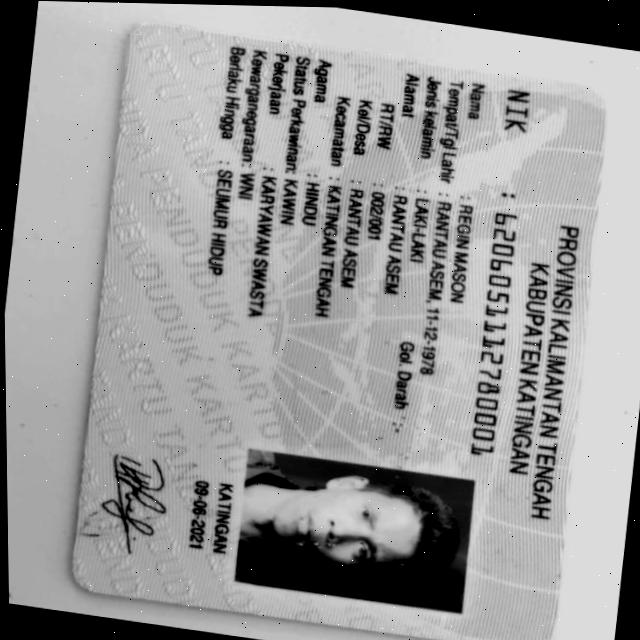 PROVINSI KALIMANTAN TENGAH
KABUPATEN KATINGAN
NIK : 6206051112780001
Nama : REGUN MASON
Tempat/Tgl Lahir : RANTAU ASEM, 11-12-1978
Jenis kelamin : LAKI-LAKI Gol. Darah : -
Alamat : RANTAU ASEM
RT/RW : 002/001
Kel/Desa : RANTAU ASEM
Kecamatan : KATINGAN TENGAH
Agama : HINDU
Status Perkawinan: KAWIN
Pekerjaan : KARYAWAN SWASTA
Kewarganegaraan: WNI
Berlaku Hingga : SEUMUR HIDUP
KATINGAN
09-06-2021